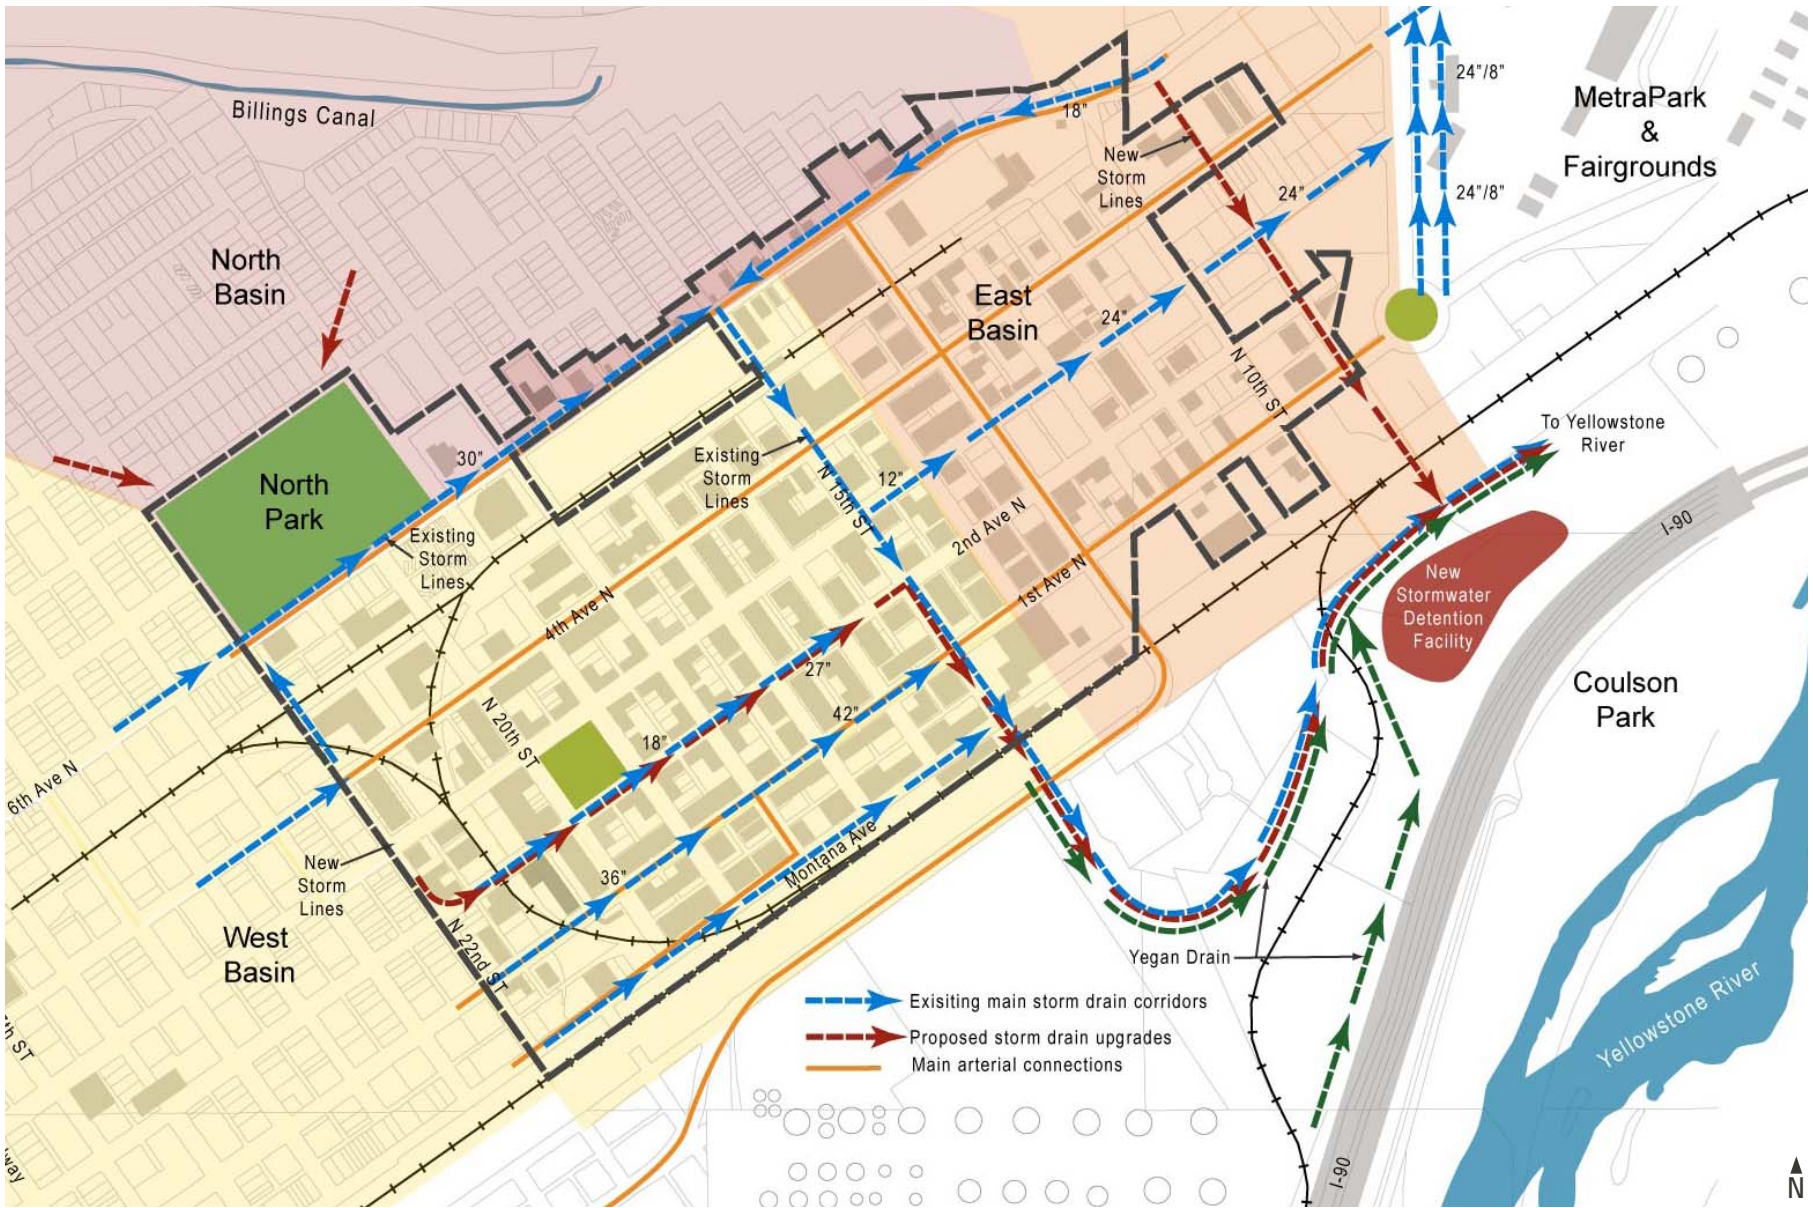 Billings Canal
18"
24"/8"
MetraPark
&
Fairgrounds
New
Storm
Lines
24"
24"/8"
North
Basin
East
Basin
24"
N 10th ST
To Yellowstone
River
30"
North
Park
Existing
Storm
Lines
Existing
Storm
Lines
N 15th ST
12"
2nd Ave N
1st Ave N
4th Ave N
I-90
New
Stormwater
Detention
Facility
Coulson
Park
27"
42"
18"
N 20th ST
6th Ave N
New
Storm
Lines
36"
Montana Ave
N 22nd ST
West
Basin
Yegan Drain
Exisiting main storm drain corridors
Proposed storm drain upgrades
Main arterial connections
Yellowstone River
I-90
N